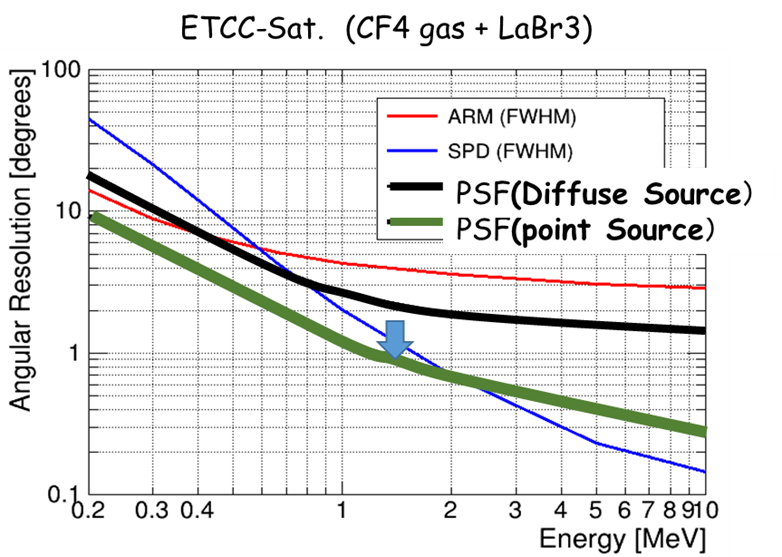 ETCC-Sat. (CF4 gas + LaBr3)
Angular Resolution [degrees]
100
10
1
0.1
ARM (FWHM)
SPD (FWHM)
PSF(Diffuse Source)
PSF(point Source)
0.2 0.3 0.4 1 2 3 4 5 6 7 8 910
Energy [MeV]